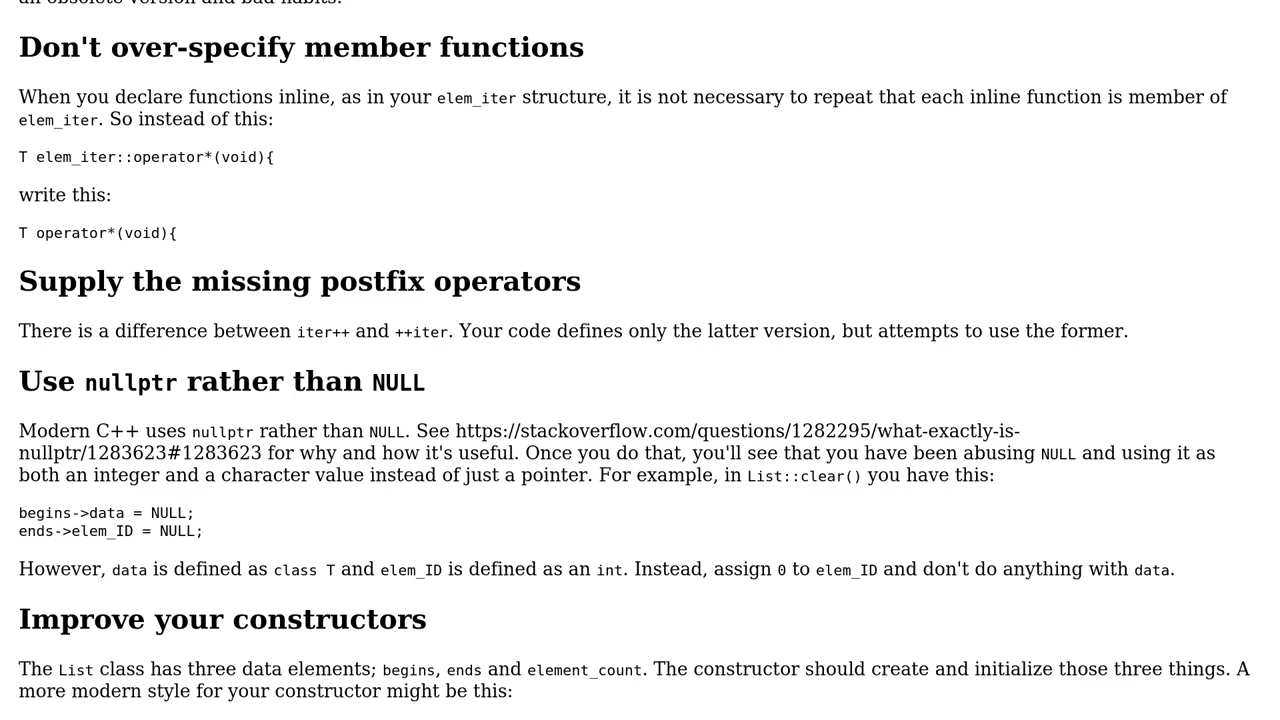 an obsolete version and bad habits.
Don't over-specify member functions
When you declare functions inline, as in your elem_iter structure, it is not necessary to repeat that each inline function is member of
elem_iter. So instead of this:
T elem_iter::operator*(void){
write this:
T operator*(void){
Supply the missing postfix operators
There is a difference between iter++ and ++iter. Your code defines only the latter version, but attempts to use the former.
Use nullptr rather than NULL
Modern C++ uses nullptr rather than NULL. See https://stackoverflow.com/questions/1282295/what-exactly-is-
nullptr/1283623#1283623 for why and how it's useful. Once you do that, you'll see that you have been abusing NULL and using it as
both an integer and a character value instead of just a pointer. For example, in List::clear() you have this:
begins->data = NULL;
ends->elem_ID = NULL;
However, data is defined as class T and elem_ID is defined as an int. Instead, assign 0 to elem_ID and don't do anything with data.
Improve your constructors
The List class has three data elements; begins, ends and element_count. The constructor should create and initialize those three things. A
more modern style for your constructor might be this: